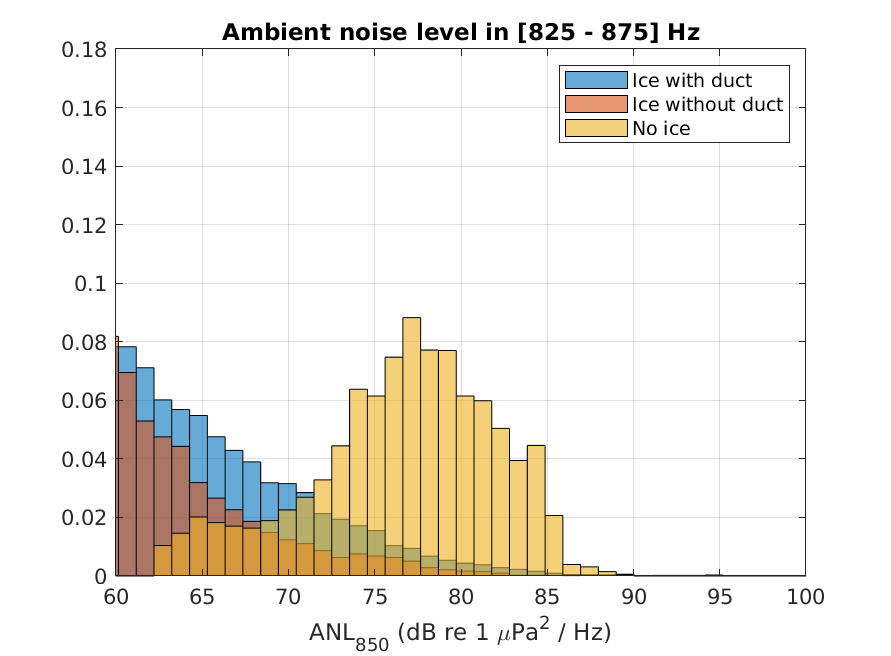 Ambient noise level in [825 - 875] Hz
0.18
0.16
0.14
0.12
0.1
0.08
0.06
0.04
0.02
0
Ice with duct
Ice without duct
No ice
60 65 70 75 80 85 90 95 100
ANL850 (dB re 1 μPa2 / Hz)